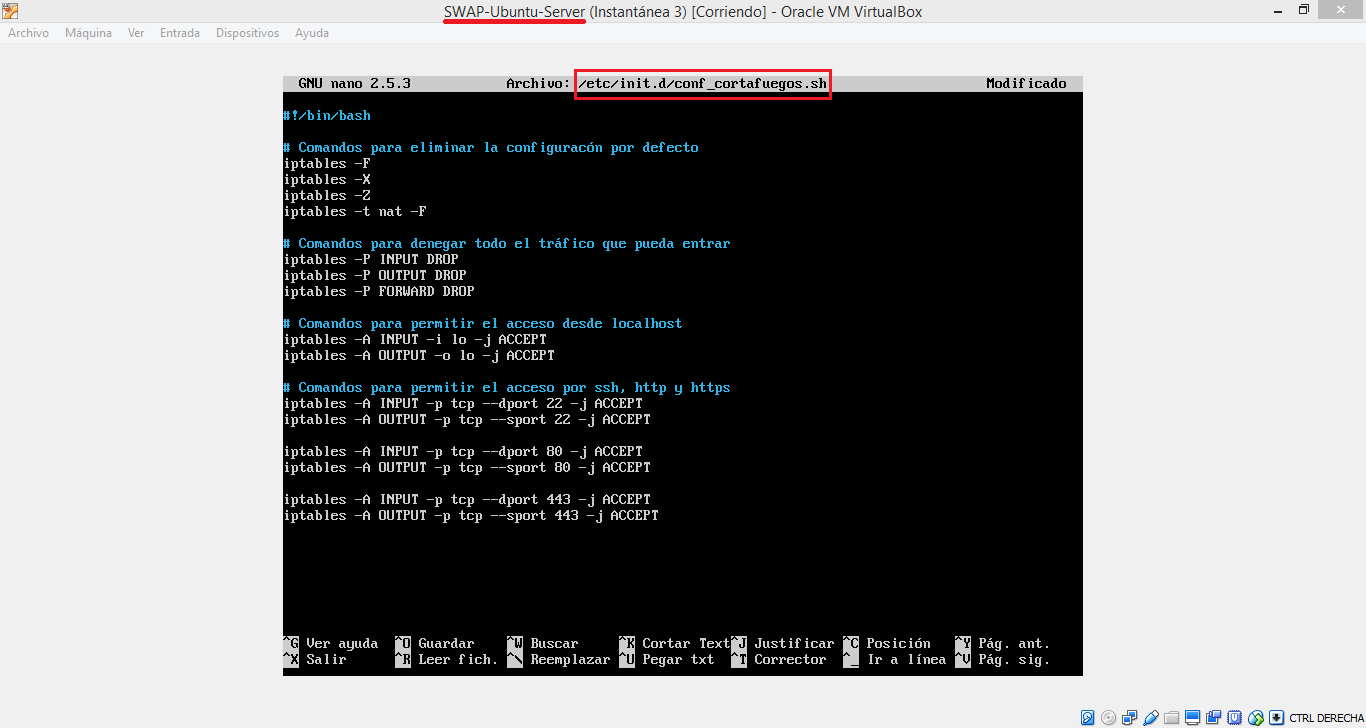 SWAP-Ubuntu-Server (Instantánea 3) [Corriendo] - Oracle VM VirtualBox
Archivo Máquina Ver Entrada Dispositivos Ayuda
GNU nano 2.5.3 Archivo: /etc/init.d/conf_cortafuegos.sh Modificado
#!/bin/bash
# Comandos para eliminar la configuracón por defecto
iptables -F
iptables -X
iptables -Z
iptables -t nat -F
# Comandos para denegar todo el tráfico que pueda entrar
iptables -P INPUT DROP
iptables -P OUTPUT DROP
iptables -P FORWARD DROP
# Comandos para permitir el acceso desde localhost
iptables -A INPUT -i lo -j ACCEPT
iptables -A OUTPUT -o lo -j ACCEPT
# Comandos para permitir el acceso por ssh, http y https
iptables -A INPUT -p tcp --dport 22 -j ACCEPT
iptables -A OUTPUT -p tcp --sport 22 -j ACCEPT
iptables -A INPUT -p tcp --dport 80 -j ACCEPT
iptables -A OUTPUT -p tcp --sport 80 -j ACCEPT
iptables -A INPUT -p tcp --dport 443 -j ACCEPT
iptables -A OUTPUT -p tcp --sport 443 -j ACCEPT
^G Ver ayuda ^O Guardar ^W Buscar ^K Cortar Text ^J Justificar ^C Posición ^Y Pág. ant.
^X Salir ^R Leer fich. ^\ Reemplazar ^U Pegar txt ^T Corrector ^_ Ir a línea ^V Pág. sig.
CTRL DERECHA